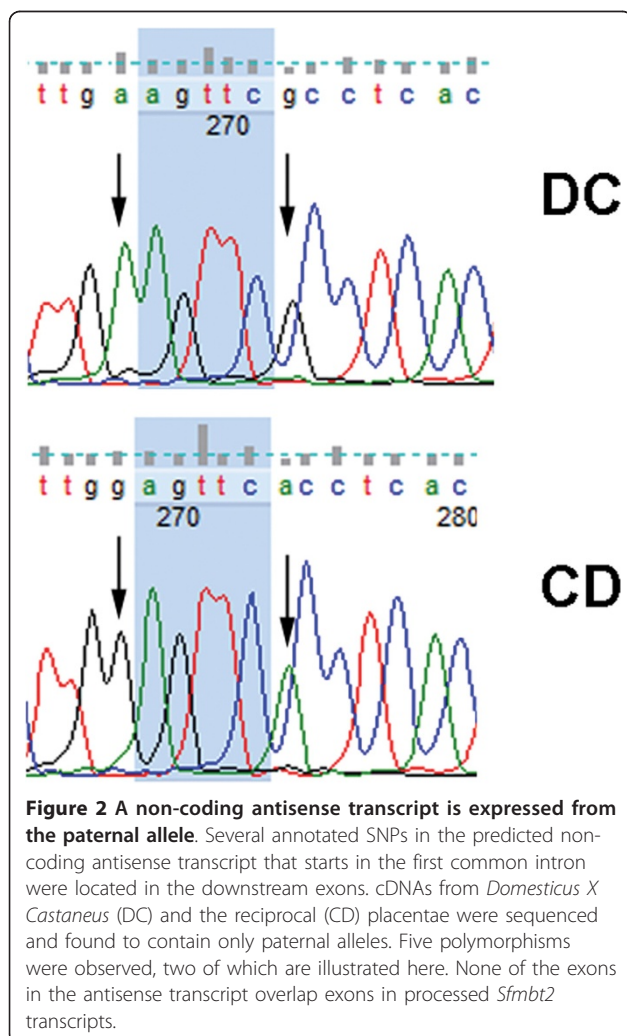 t t g a a g t t c g c c t c a c
270
DC
t t g g a g t t c a c c t c a c
270 280
CD
Figure 2 A non-coding antisense transcript is expressed from
the paternal allele. Several annotated SNPs in the predicted non-
coding antisense transcript that starts in the first common intron
were located in the downstream exons. cDNAs from Domesticus X
Castaneus (DC) and the reciprocal (CD) placentae were sequenced
and found to contain only paternal alleles. Five polymorphisms
were observed, two of which are illustrated here. None of the exons
in the antisense transcript overlap exons in processed Sfmbt2
transcripts.